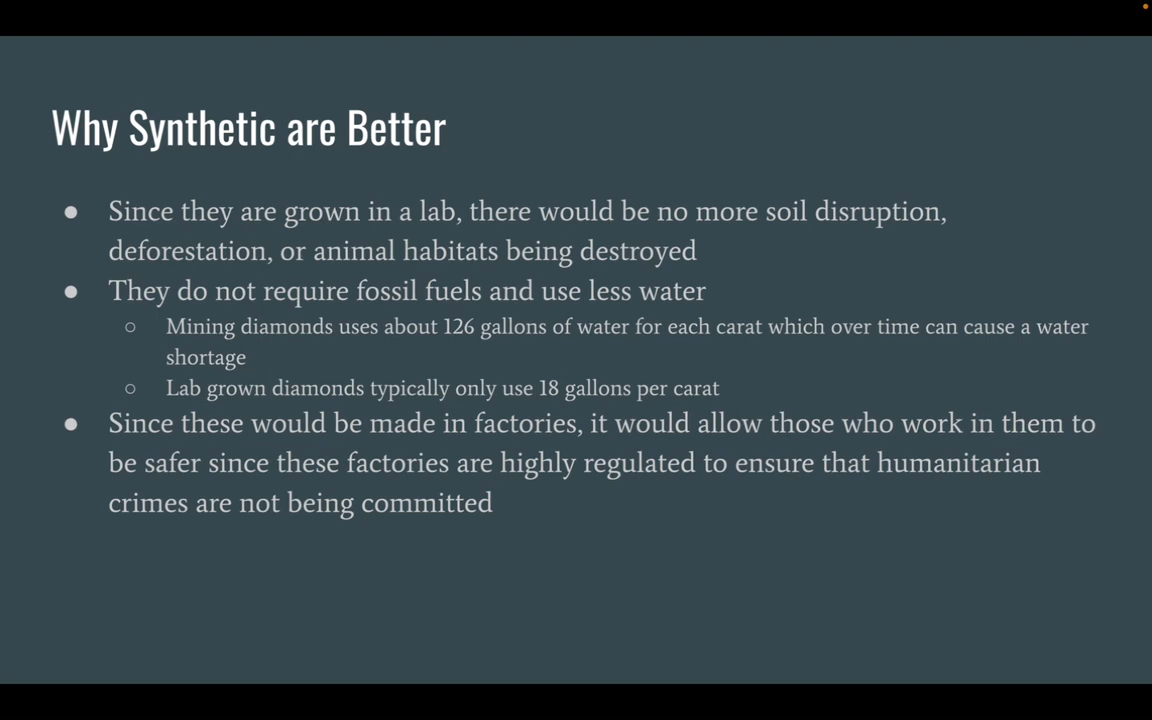 Why Synthetic are Better
● Since they are grown in a lab, there would be no more soil disruption,
deforestation, or animal habitats being destroyed
● They do not require fossil fuels and use less water
○ Mining diamonds uses about 126 gallons of water for each carat which over time can cause a water
shortage
○ Lab grown diamonds typically only use 18 gallons per carat
● Since these would be made in factories, it would allow those who work in them to
be safer since these factories are highly regulated to ensure that humanitarian
crimes are not being committed